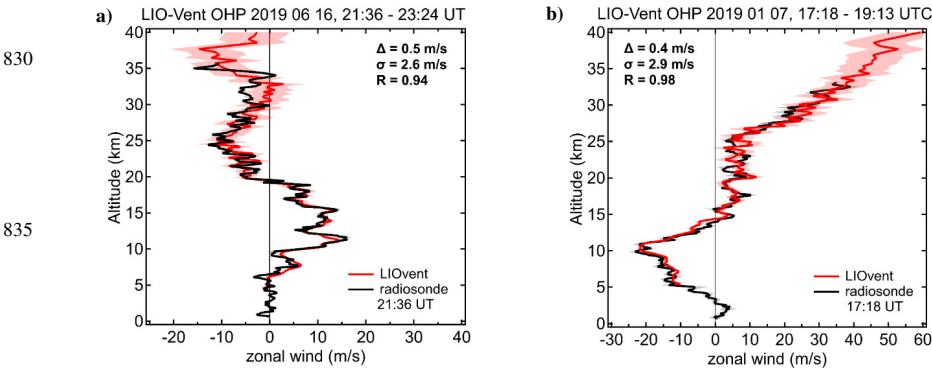 830
835
a)
LIO-Vent OHP 2019 06 16, 21:36 - 23:24 UT
40
35
30
25
20
15
10
5
0
Altitude (km)
Δ = 0.5 m/s
σ = 2.6 m/s
R = 0.94
LIOvent
radiosonde
21:36 UT
-20 -10 0 10 20 30 40
zonal wind (m/s)
b)
LIO-Vent OHP 2019 01 07, 17:18 - 19:13 UTC
40
35
30
25
20
15
10
5
0
Altitude (km)
Δ = 0.4 m/s
σ = 2.9 m/s
R = 0.98
LIOvent
radiosonde
17:18 UT
-30 -20 -10 0 10 20 30 40 50 60
zonal wind (m/s)